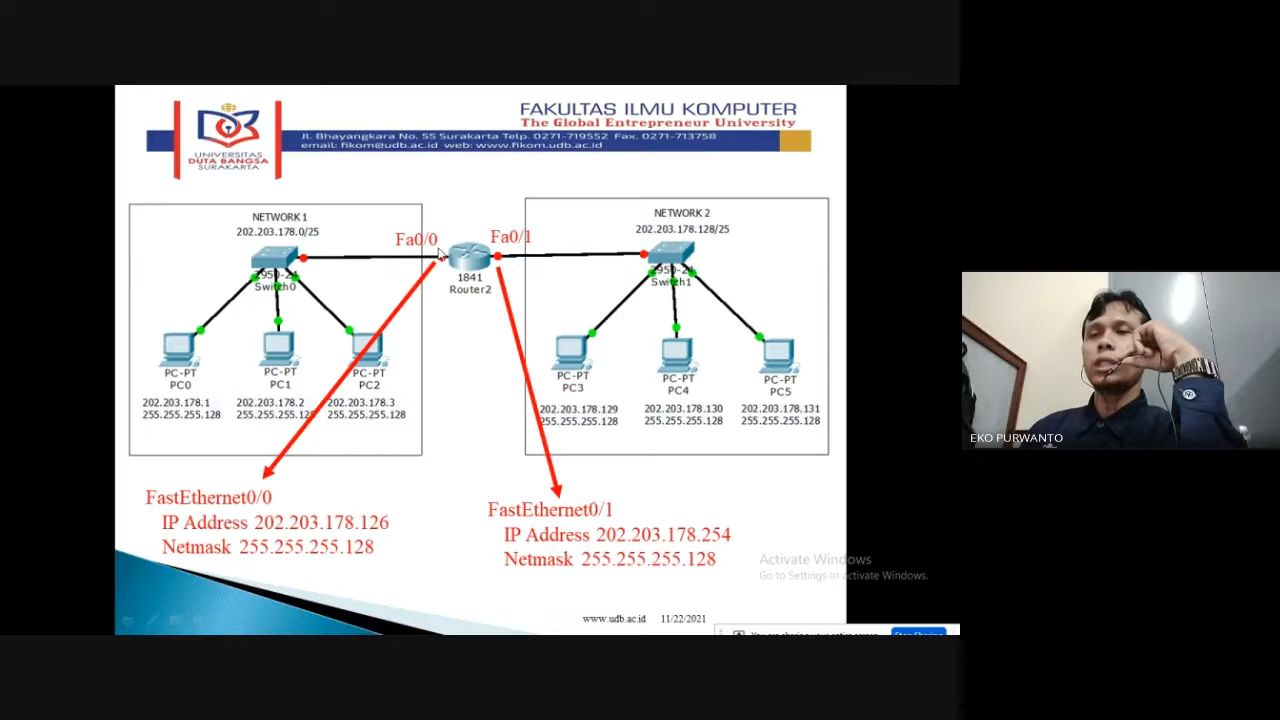 FAKULTAS ILMU KOMPUTER
The Global Entrepreneur University
Jl. Bhayangkara No. 55 Surakarta Telp. 0271-719552 Fax. 0271-713758
email: fikom@udb.ac.id web: www.fikom.udb.ac.id
UNIVERSITAS
DUTA BANGSA
SURAKARTA
NETWORK 1
202.203.178.0/25
NETWORK 2
202.203.178.128/25
Fa0/0
Fa0/1
2950-24
Switch0
1841
Router2
2950-24
Switch1
PC-PT
PC0
202.203.178.1
255.255.255.128
PC-PT
PC1
202.203.178.2
255.255.255.128
PC-PT
PC2
202.203.178.3
255.255.255.128
PC-PT
PC3
202.203.178.129
255.255.255.128
PC-PT
PC4
202.203.178.130
255.255.255.128
PC-PT
PC5
202.203.178.131
255.255.255.128
FastEthernet0/0
IP Address 202.203.178.126
Netmask 255.255.255.128
FastEthernet0/1
IP Address 202.203.178.254
Netmask 255.255.255.128
Activate Windows
Go to Settings to activate Windows.
www.udb.ac.id 11/22/2021
EKO PURWANTO